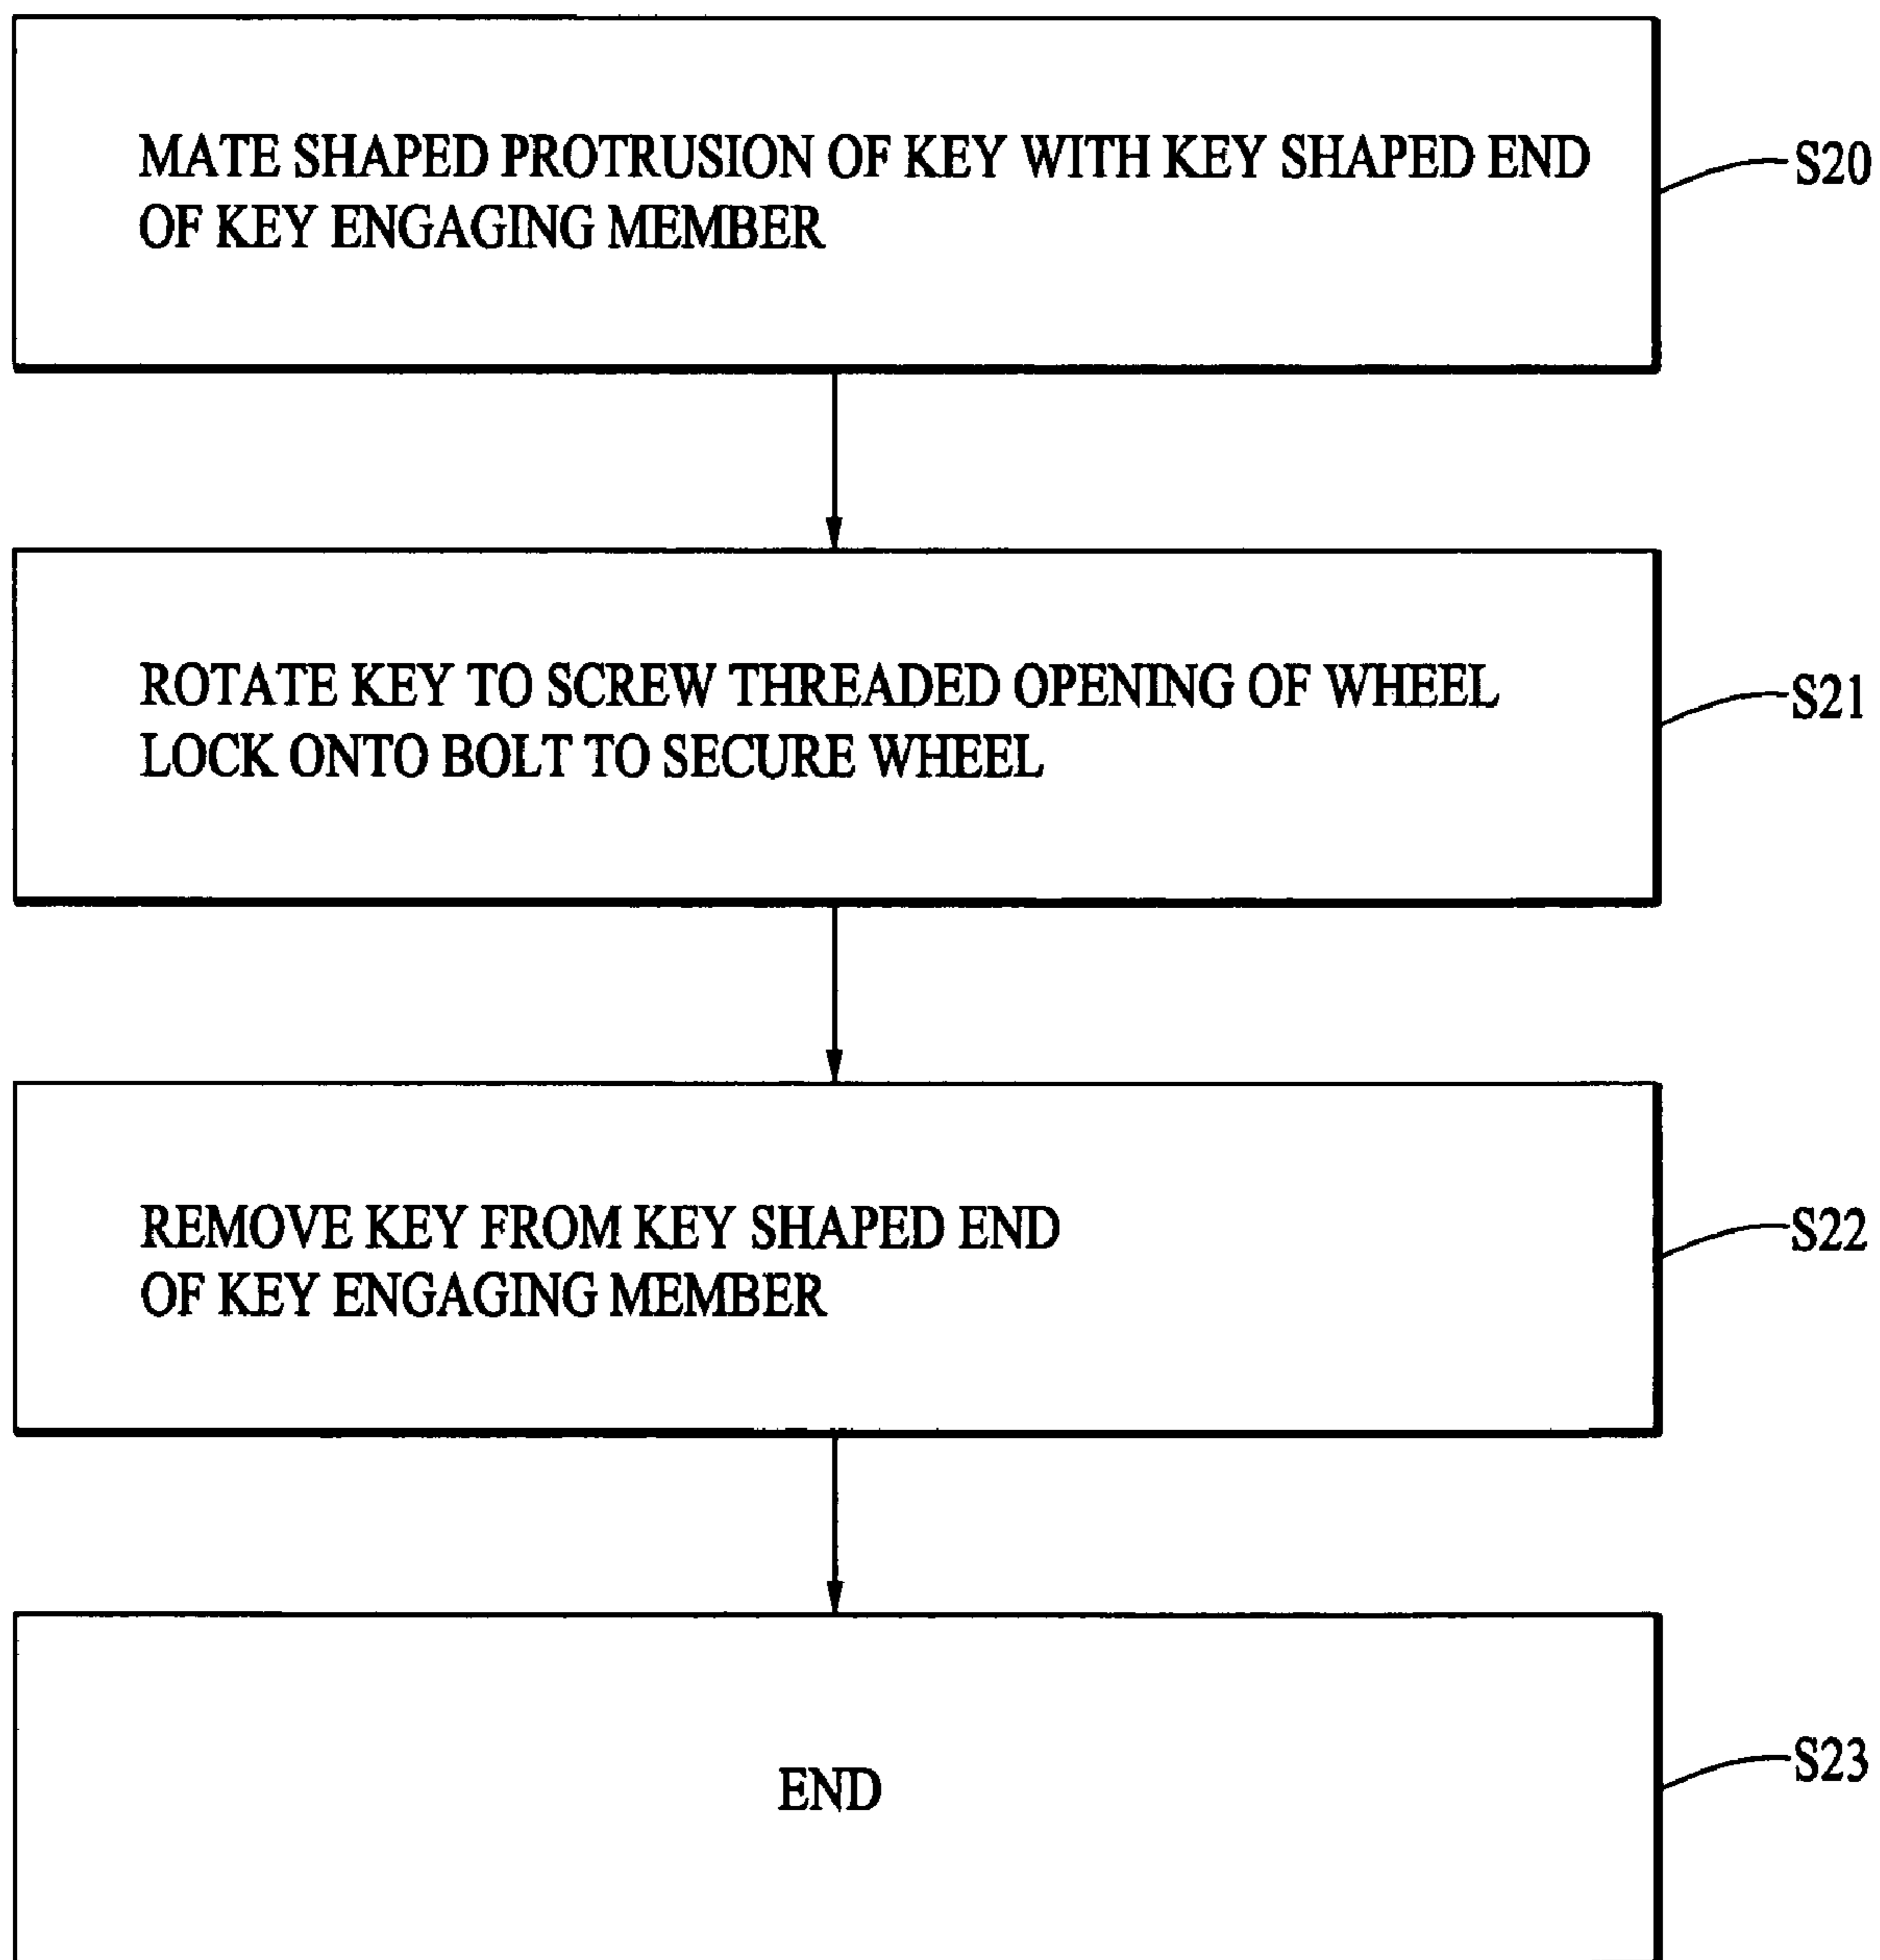 MATE SHAPED PROTRUSION OF KEY WITH KEY SHAPED END
OF KEY ENGAGING MEMBER
S20
ROTATE KEY TO SCREW THREADED OPENING OF WHEEL
LOCK ONTO BOLT TO SECURE WHEEL
S21
REMOVE KEY FROM KEY SHAPED END
OF KEY ENGAGING MEMBER
S22
END
S23